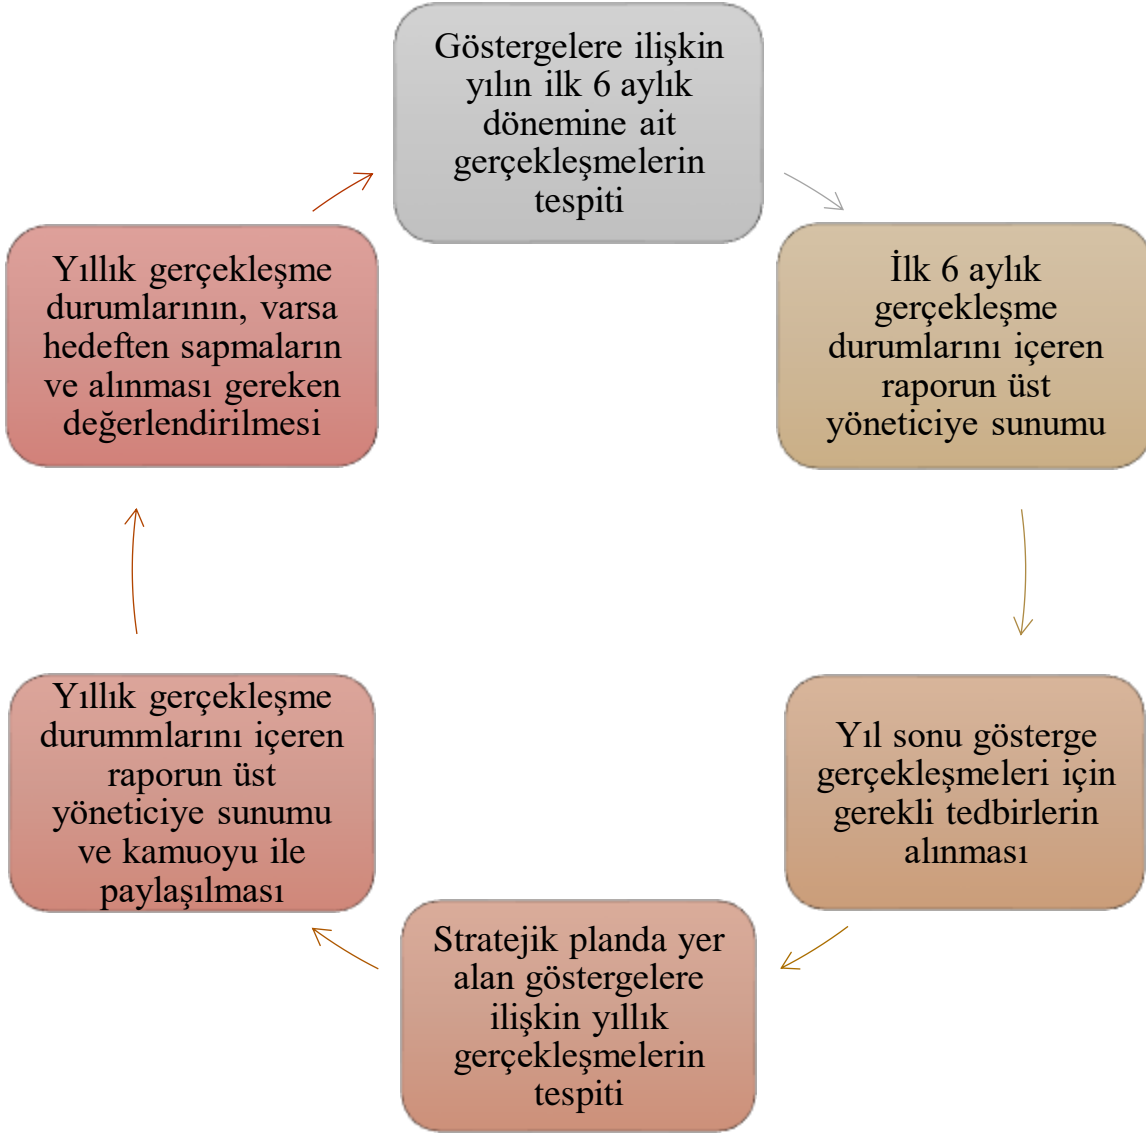 Göstergelere ilişkin
yılın ilk 6 aylık
dönemine ait
gerçekleşmelerin
tespiti
İlk 6 aylık
gerçekleşme
durumlarını içeren
raporun üst
yöneticiye sunumu
Yıl sonu gösterge
gerçekleşmeleri için
gerekli tedbirlerin
alınması
Stratejik planda yer
alan göstergelere
ilişkin yıllık
gerçekleşmelerin
tespiti
Yıllık gerçekleşme
durummlarını içeren
raporun üst
yöneticiye sunumu
ve kamuoyu ile
paylaşılması
Yıllık gerçekleşme
durumlarının, varsa
hedeften sapmaların
ve alınması gereken
değerlendirilmesi